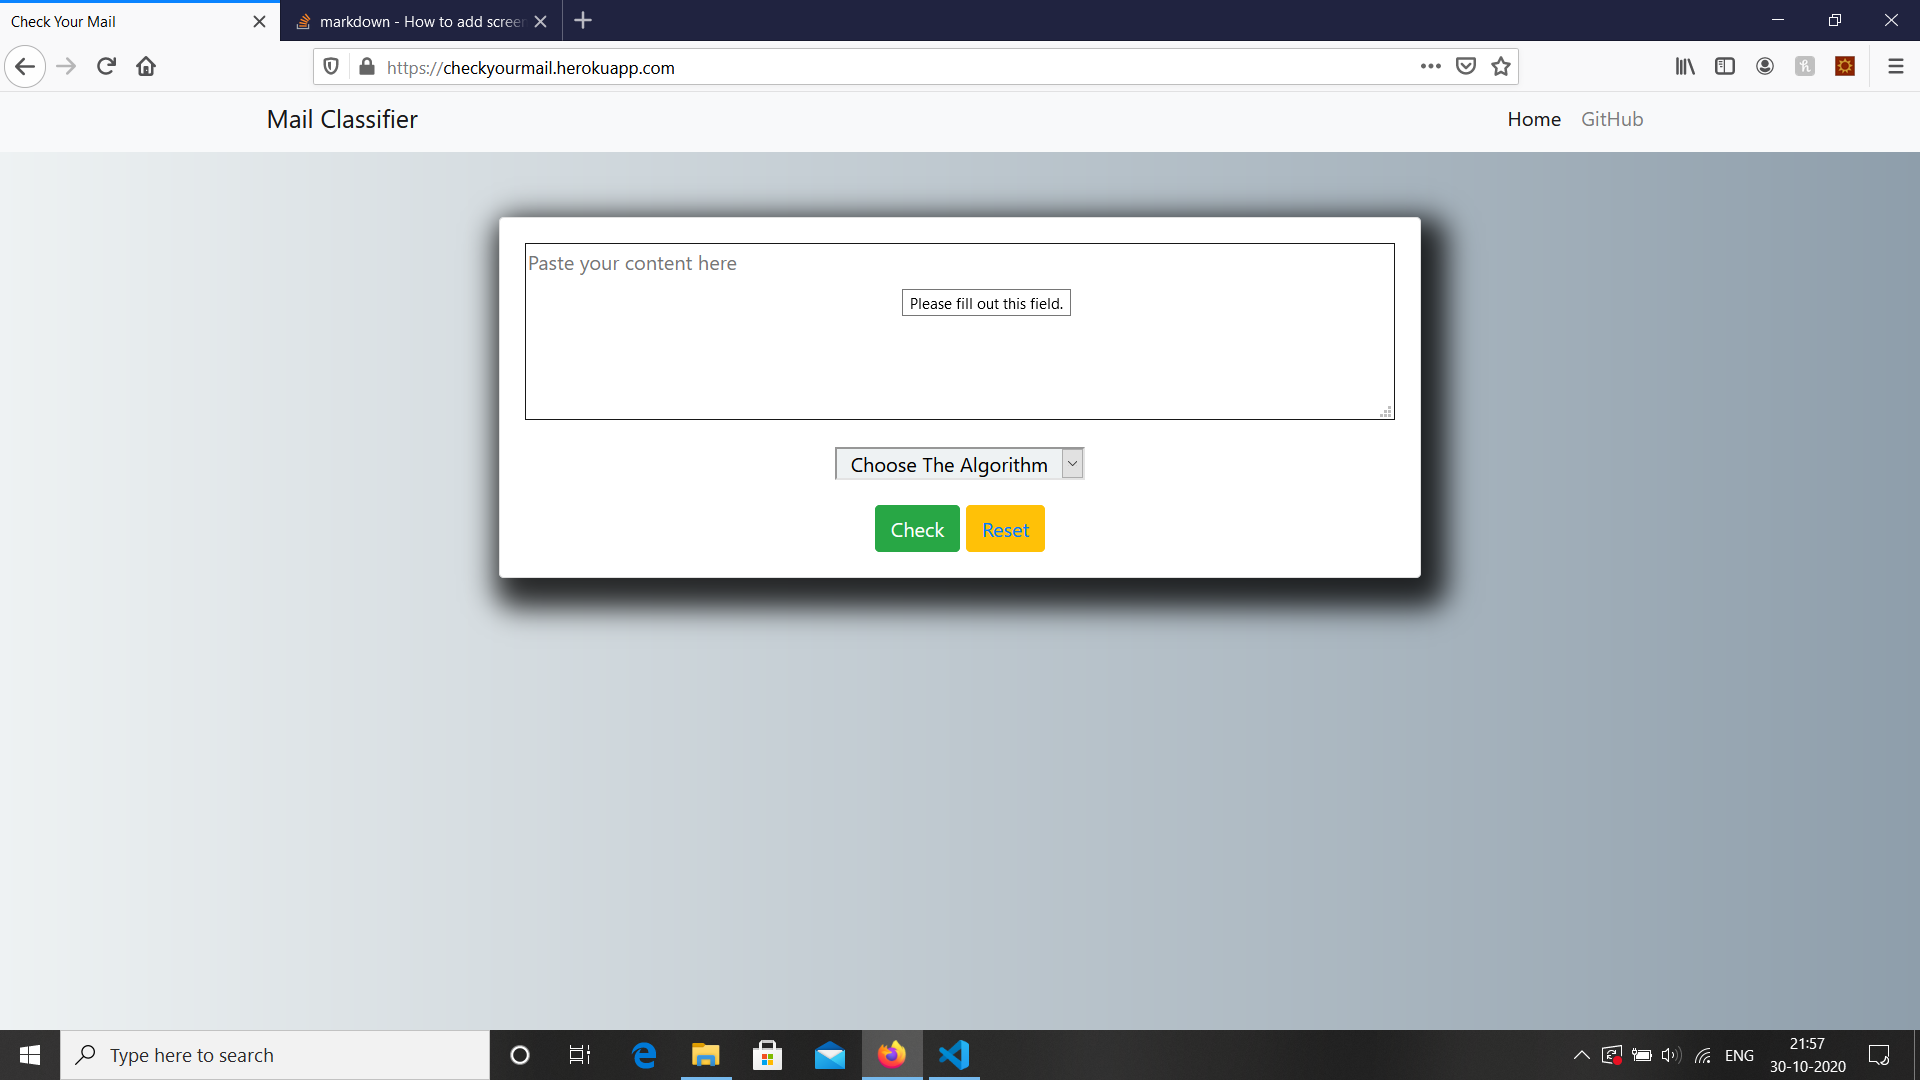 Check Your Mail
markdown - How to add screen
https://checkyourmail.herokuapp.com
Mail Classifier
Home
GitHub
Paste your content here
Please fill out this field.
Choose The Algorithm
Check
Reset
Type here to search
ENG
21:57
30-10-2020